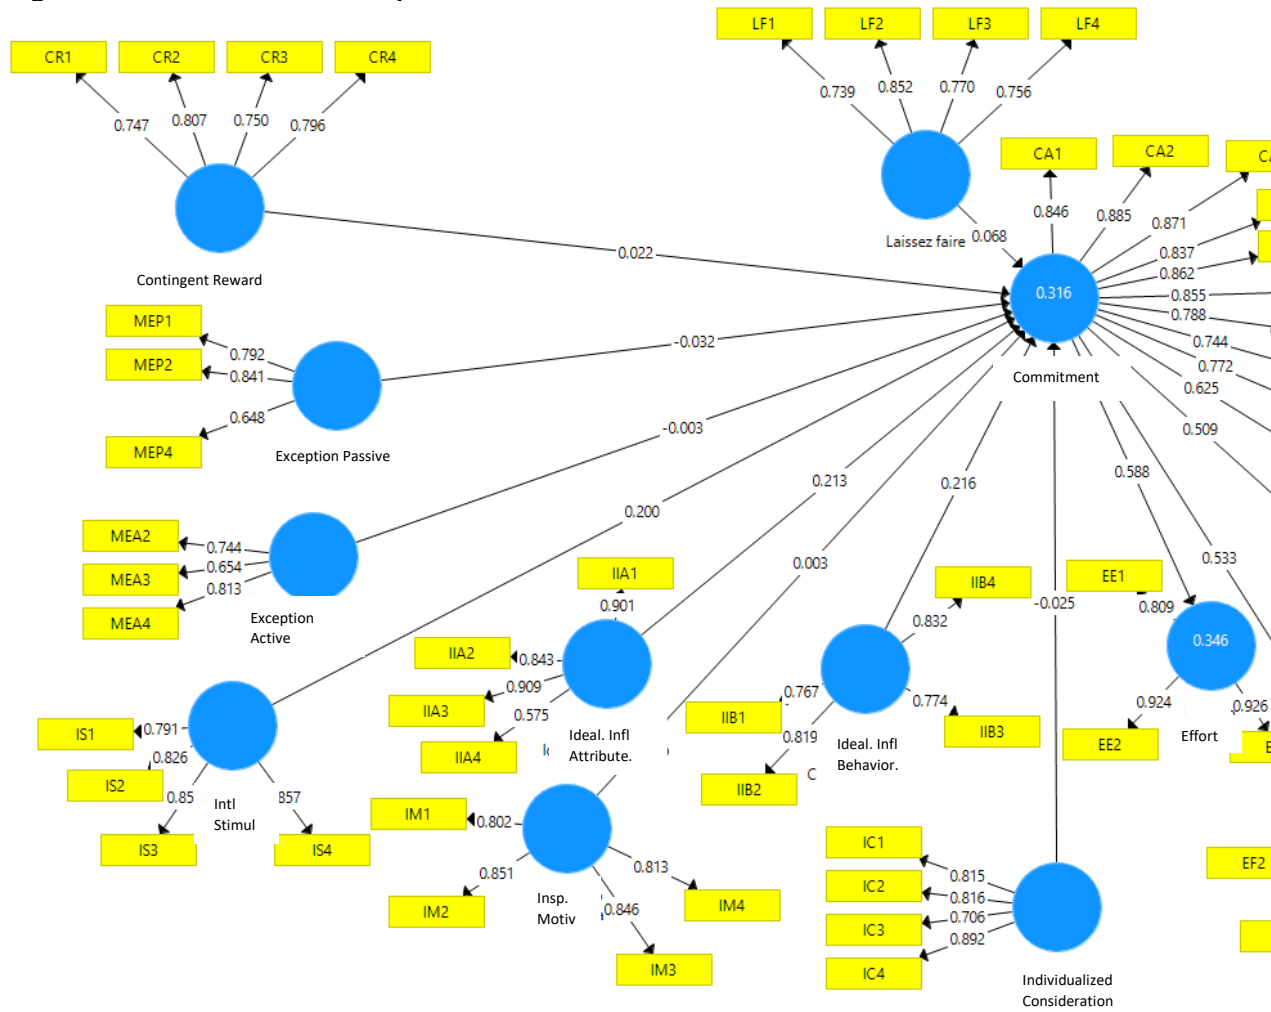 LF1 LF2 LF3 LF4
CR1 CR2 CR3 CR4
0.739 0.852 0.770 0.756
0.747 0.807 0.750 0.796
CA1 CA2
0.846 0.885 0.871
0.837
0.862
0.855
0.788
0.744
0.772
0.625
0.509
Laissez faire 0.068
0.022
0.316
Commitment
Contingent Reward
MEP1
MEP2
MEP4
0.792
0.841
0.648
-0.032
Exception Passive
-0.003
MEA2
MEA3
MEA4
0.744
0.654
0.813
Exception
Active
0.200
0.213
0.003
0.216
-0.025
0.588
0.533
IIA1
0.901
IIA2
0.843
IIA3
0.909
IIA4
0.575
Ideal. Infl
Attribute.
IIB4
0.832
IIB1
0.767
0.819
IIB2
0.774
IIB3
Ideal. Infl
Behavior.
C
EE1
0.809
0.346
0.924
0.926
EE2
Effort
IS1
0.791
0.826
IS2
0.85
857
IS3
IS4
Intl
Stimul
IM1
0.802
0.851
IM2
0.846
IM3
0.813
IM4
Insp.
Motiv
IC1
IC2
IC3
IC4
0.815
0.816
0.706
0.892
Individualized
Consideration
EF2